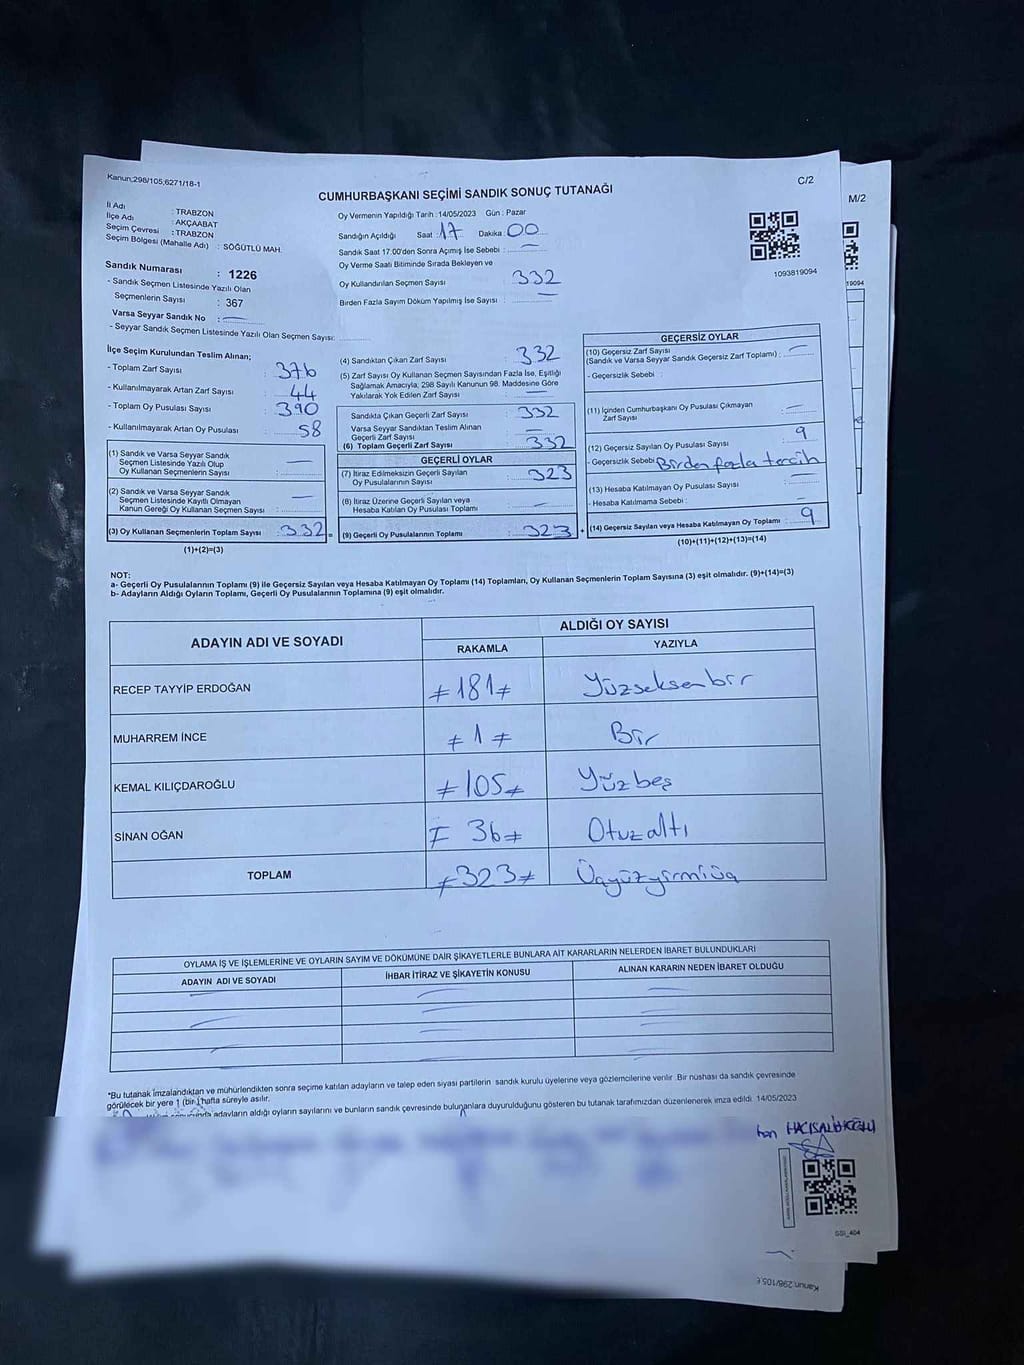 Kanun;298/105;6271/18-1
C/2
CUMHURBAŞKANI SEÇİMİ SANDIK SONUÇ TUTANAĞI
M/2
İl Adı : TRABZON
İlçe Adı : AKÇAABAT
Seçim Çevresi : TRABZON
Seçim Bölgesi (Mahalle Adı) : SÖĞÜTLÜ MAH.
Sandık Numarası : 1226
- Sandık Seçmen Listesinde Yazılı Olan
Seçmenlerin Sayısı : 367
Varsa Seyyar Sandık No :
- Seyyar Sandık Seçmen Listesinde Yazılı Olan Seçmen Sayısı:
Oy Vermenin Yapıldığı Tarih :14/05/2023 Gün : Pazar
Sandığın Açıldığı Saat : 17 Dakika : 00
Sandık Saat 17.00'den Sonra Açımış İse Sebebi :
Oy Verme Saati Bitiminde Sırada Bekleyen ve
Oy Kullandırılan Seçmen Sayısı : 332
Birden Fazla Sayım Döküm Yapılmış İse Sayısı :
1093819094
19094
İlçe Seçim Kurulundan Teslim Alınan;
- Toplam Zarf Sayısı : 376
- Kullanılmayarak Artan Zarf Sayısı : 44
- Toplam Oy Pusulası Sayısı : 390
- Kullanılmayarak Artan Oy Pusulası : 58
(1) Sandık ve Varsa Seyyar Sandık
Seçmen Listesinde Yazılı Olup
Oy Kullanan Seçmenlerin Sayısı :
(2) Sandık ve Varsa Seyyar Sandık
Seçmen Listesinde Kayıtlı Olmayan
Kanun Gereği Oy Kullanan Seçmen Sayısı :
(3) Oy Kullanan Seçmenlerin Toplam Sayısı : 332 =
(1)+(2)=(3)
(4) Sandıktan Çıkan Zarf Sayısı : 332
(5) Zarf Sayısı Oy Kullanan Seçmen Sayısından Fazla İse, Eşitliği
Sağlamak Amacıyla; 298 Sayılı Kanunun 98. Maddesine Göre
Yakılarak Yok Edilen Zarf Sayısı :
Sandıkta Çıkan Geçerli Zarf Sayısı : 332
Varsa Seyyar Sandıktan Teslim Alınan
Geçerli Zarf Sayısı :
(6) Toplam Geçerli Zarf Sayısı : 332
GEÇERLİ OYLAR
(7) İtiraz Edilmeksizin Geçerli Sayılan
Oy Pusulalarının Sayısı : 323
(8) İtiraz Üzerine Geçerli Sayılan veya
Hesaba Katılan Oy Pusulası Toplamı :
(9) Geçerli Oy Pusulalarının Toplamı : 323 +
GEÇERSİZ OYLAR
(10) Geçersiz Zarf Sayısı
(Sandık ve Varsa Seyyar Sandık Geçersiz Zarf Toplamı) :
- Geçersizlik Sebebi :
(11) İçinden Cumhurbaşkanı Oy Pusulası Çıkmayan
Zarf Sayısı :
(12) Geçersiz Sayılan Oy Pusulası Sayısı : 9
- Geçersizlik Sebebi : Birden fazla tercih
(13) Hesaba Katılmayan Oy Pusulası Sayısı :
- Hesaba Katılmama Sebebi :
(14) Geçersiz Sayılan veya Hesaba Katılmayan Oy Toplamı : 9
(10)+(11)+(12)+(13)=(14)
NOT:
a- Geçerli Oy Pusulalarının Toplamı (9) ile Geçersiz Sayılan veya Hesaba Katılmayan Oy Toplamı (14) Toplamları, Oy Kullanan Seçmenlerin Toplam Sayısına (3) eşit olmalıdır. (9)+(14)=(3)
b- Adayların Aldığı Oyların Toplamı, Geçerli Oy Pusulalarının Toplamına (9) eşit olmalıdır.
ADAYIN ADI VE SOYADI
ALDIĞI OY SAYISI
RAKAMLA YAZIYLA
RECEP TAYYİP ERDOĞAN ≠181≠ Yüzseksenbir
MUHARREM İNCE ≠1≠ Bir
KEMAL KILIÇDAROĞLU ≠105≠ Yüzbeş
SİNAN OĞAN ≠36≠ Otuzaltı
TOPLAM ≠323≠ Üçyüzyirmiüç
OYLAMA İŞ VE İŞLEMLERİNE VE OYLARIN SAYIM VE DÖKÜMÜNE DAİR ŞİKAYETLERLE BUNLARA AİT KARARLARIN NELERDEN İBARET BULUNDUKLARI
ADAYIN ADI VE SOYADI İHBAR İTİRAZ VE ŞİKAYETİN KONUSU ALINAN KARARIN NEDEN İBARET OLDUĞU
*Bu tutanak imzalandıktan ve mühürlendikten sonra seçime katılan adayların ve talep eden siyasi partilerin sandık kurulu üyelerine veya gözlemcilerine verilir .Bir nüshası da sandık çevresinde
görülecek bir yere 1 (bir ) hafta süreyle asılır.
adayların aldığı oyların sayılarını ve bunların sandık çevresinde bulunanlara duyurulduğunu gösteren bu tutanak tarafımızdan düzenlenerek imza edildi. 14/05/2023
HACISALİHOĞLU
SSI_404
Kanun;298/105;6